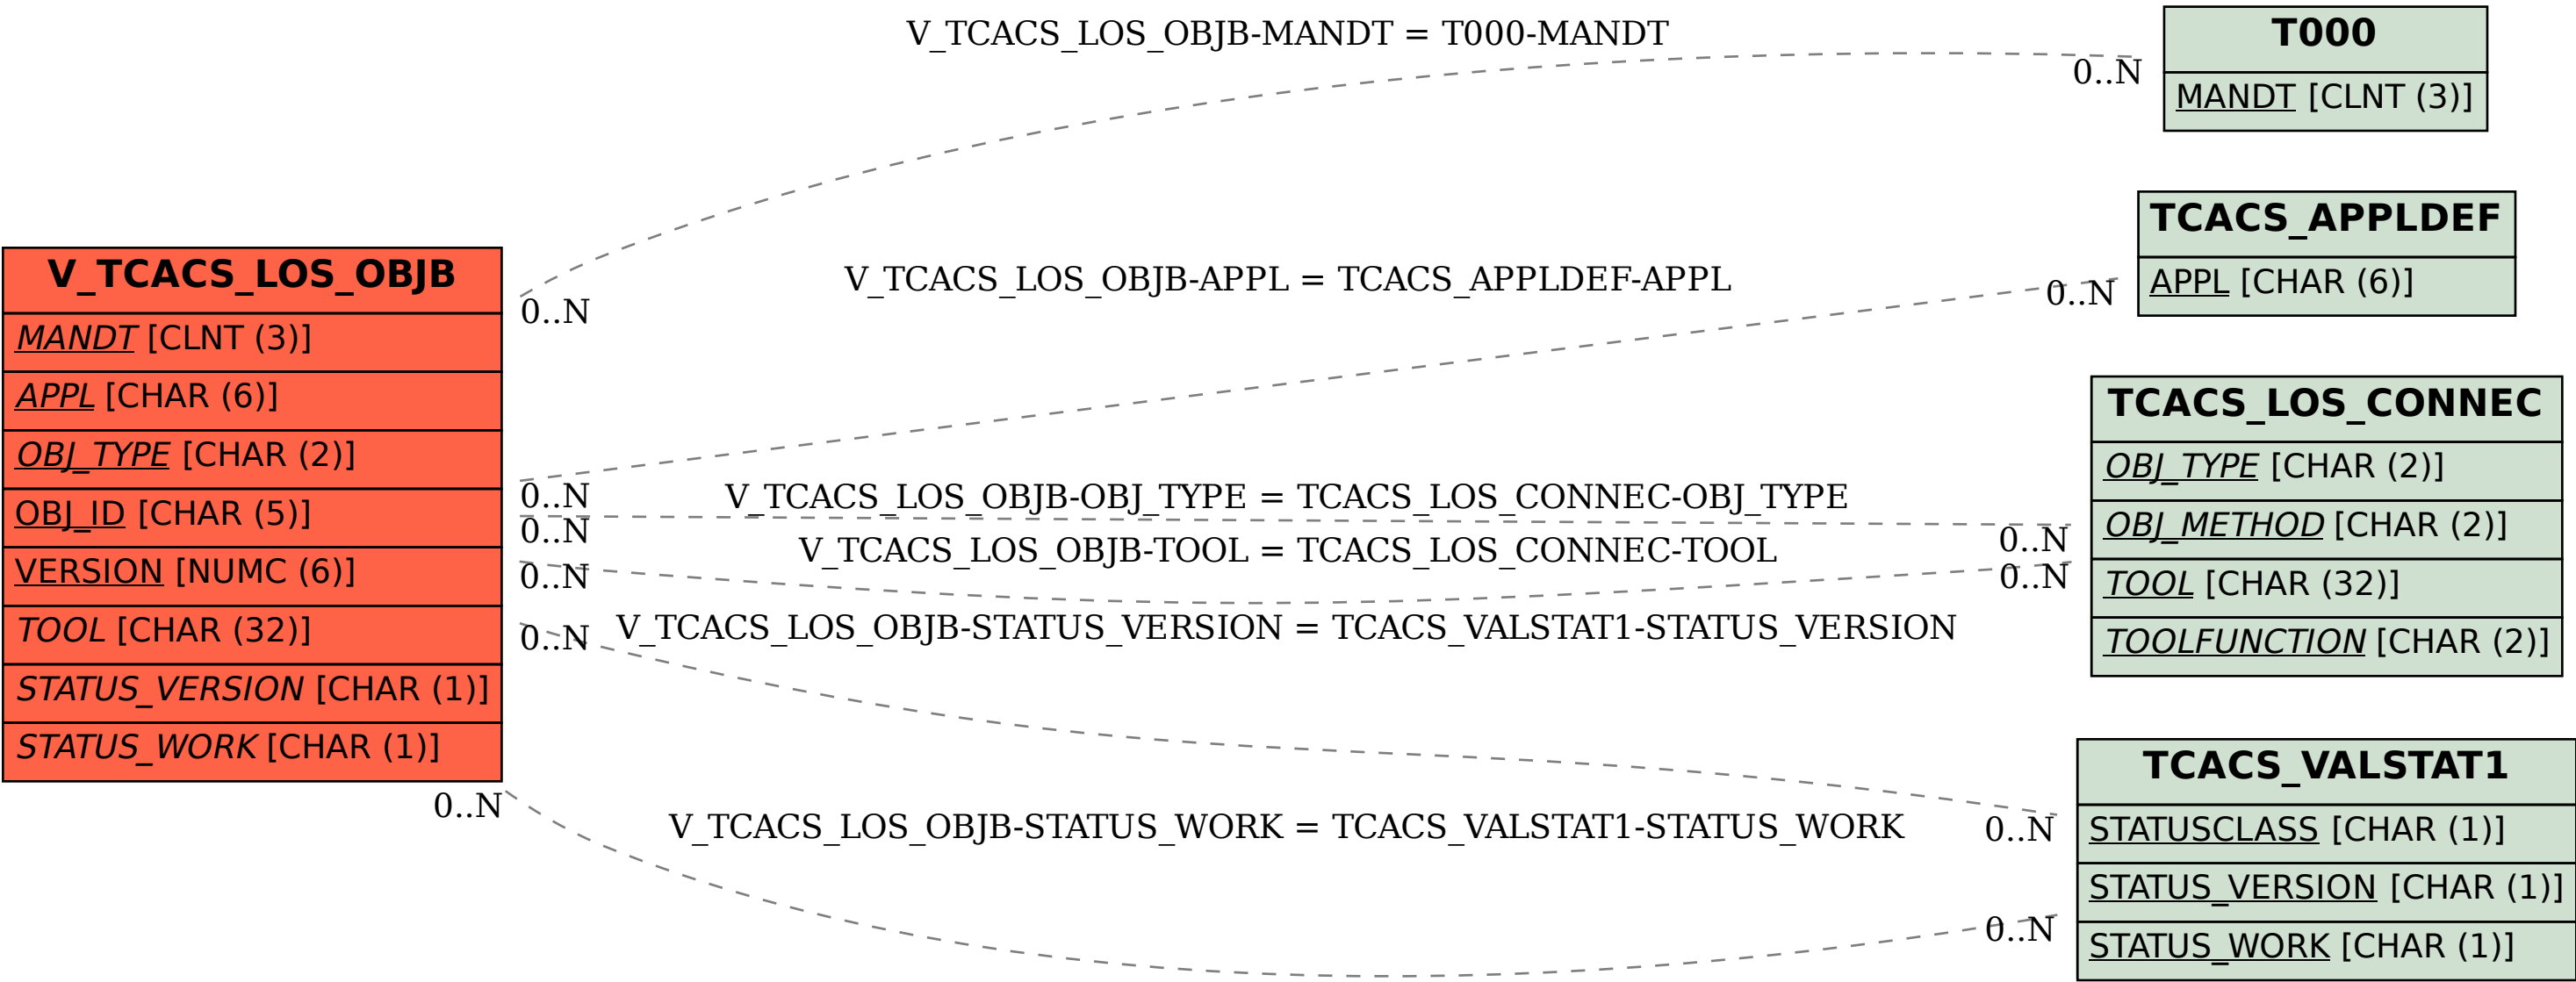 V_TCACS_LOS_OBJB
MANDT [CLNT (3)]
APPL [CHAR (6)]
OBJ_TYPE [CHAR (2)]
OBJ_ID [CHAR (5)]
VERSION [NUMC (6)]
TOOL [CHAR (32)]
STATUS_VERSION [CHAR (1)]
STATUS_WORK [CHAR (1)]
V_TCACS_LOS_OBJB-MANDT = T000-MANDT
0..N
0..N
V_TCACS_LOS_OBJB-APPL = TCACS_APPLDEF-APPL
0..N
0..N
V_TCACS_LOS_OBJB-OBJ_TYPE = TCACS_LOS_CONNEC-OBJ_TYPE
0..N
0..N
V_TCACS_LOS_OBJB-TOOL = TCACS_LOS_CONNEC-TOOL
0..N
0..N
V_TCACS_LOS_OBJB-STATUS_VERSION = TCACS_VALSTAT1-STATUS_VERSION
0..N
0..N
V_TCACS_LOS_OBJB-STATUS_WORK = TCACS_VALSTAT1-STATUS_WORK
0..N
0..N
T000
MANDT [CLNT (3)]
TCACS_APPLDEF
APPL [CHAR (6)]
TCACS_LOS_CONNEC
OBJ_TYPE [CHAR (2)]
OBJ_METHOD [CHAR (2)]
TOOL [CHAR (32)]
TOOLFUNCTION [CHAR (2)]
TCACS_VALSTAT1
STATUSCLASS [CHAR (1)]
STATUS_VERSION [CHAR (1)]
STATUS_WORK [CHAR (1)]